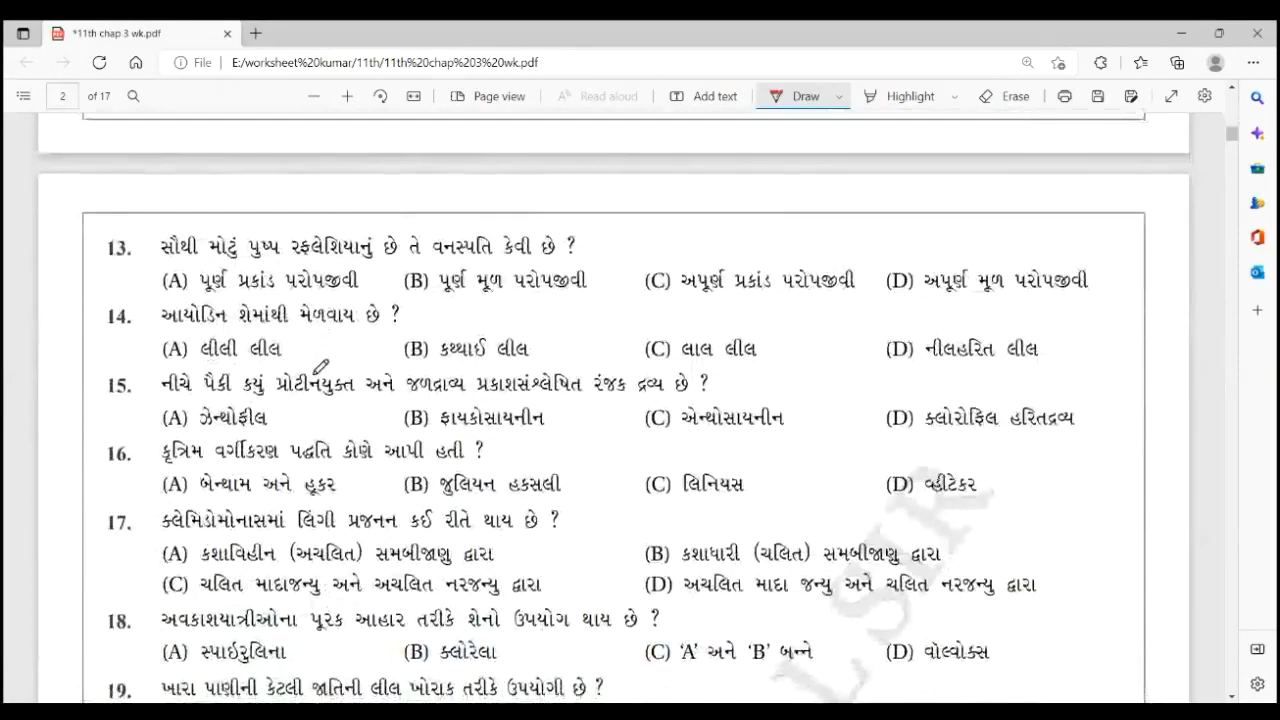 *11th chap 3 wk.pdf
File E:/worksheet%20kumar/11th/11th%20chap%203%20wk.pdf
2 of 17 Page view Read aloud Add text Draw Highlight Erase
13. સૌથી મોટું પુષ્પ રફલેશિયાનું છે તે વનસ્પતિ કેવી છે ?
(A) પૂર્ણ પ્રકાંડ પરોપજીવી (B) પૂર્ણ મૂળ પરોપજીવી (C) અપૂર્ણ પ્રકાંડ પરોપજીવી (D) અપૂર્ણ મૂળ પરોપજીવી
14. આયોડિન શેમાંથી મેળવાય છે ?
(A) લીલી લીલ (B) કથ્થાઈ લીલ (C) લાલ લીલ (D) નીલહરિત લીલ
15. નીચે પૈકી કયું પ્રોટીનયુક્ત અને જળદ્રાવ્ય પ્રકાશસંશ્લેષિત રંજક દ્રવ્ય છે ?
(A) ઝેન્થોફીલ (B) ફાયકોસાયનીન (C) એન્થોસાયનીન (D) ક્લોરોફિલ હરિતદ્રવ્ય
16. કૃત્રિમ વર્ગીકરણ પદ્ધતિ કોણે આપી હતી ?
(A) બેન્થામ અને હૂકર (B) જુલિયન હકસલી (C) લિનિયસ (D) વ્હીટેકર
17. ક્લેમિડોમોનાસમાં લિંગી પ્રજનન કઈ રીતે થાય છે ?
(A) કશાવિહીન (અચલિત) સમબીજાણુ દ્વારા (B) કશાધારી (ચલિત) સમબીજાણુ દ્વારા
(C) ચલિત માદાજન્યુ અને અચલિત નરજન્યુ દ્વારા (D) અચલિત માદા જન્યુ અને ચલિત નરજન્યુ દ્વારા
18. અવકાશયાત્રીઓના પૂરક આહાર તરીકે શેનો ઉપયોગ થાય છે ?
(A) સ્પાઇરુલિના (B) ક્લોરેલા (C) 'A' અને 'B' બન્ને (D) વૉલ્વોક્સ
19. ખારા પાણીની કેટલી જાતિની લીલ ખોરાક તરીકે ઉપયોગી છે ?